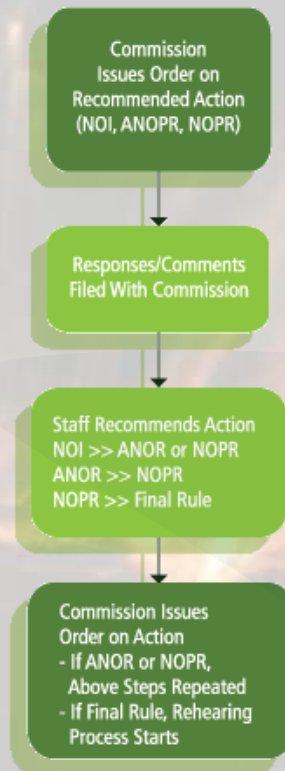 Commission
Issues Order on
Recommended Action
(NOI, ANOPR, NOPR)
Responses/Comments
Filed With Commission
Staff Recommends Action
NOI >> ANOR or NOPR
ANOR >> NOPR
NOPR >> Final Rule
Commission Issues
Order on Action
- If ANOR or NOPR,
Above Steps Repeated
- If Final Rule, Rehearing
Process Starts